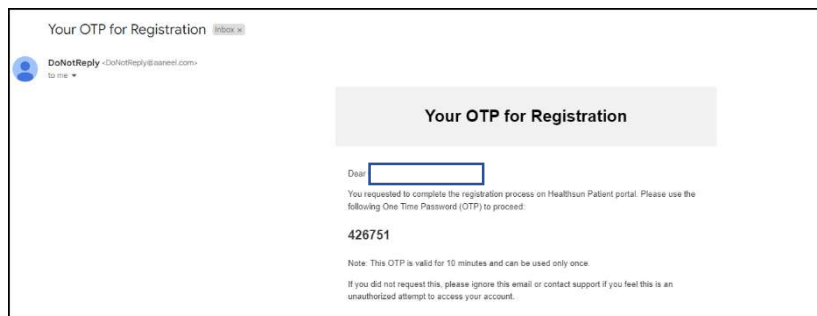 Your OTP for Registration Inbox ×
DoNotReply <DoNotReply@aaneel.com>
to me
Your OTP for Registration
Dear
You requested to complete the registration process on Healthsun Patient portal. Please use the
following One Time Password (OTP) to proceed:
426751
Note: This OTP is valid for 10 minutes and can be used only once.
If you did not request this, please ignore this email or contact support if you feel this is an
unauthorized attempt to access your account.